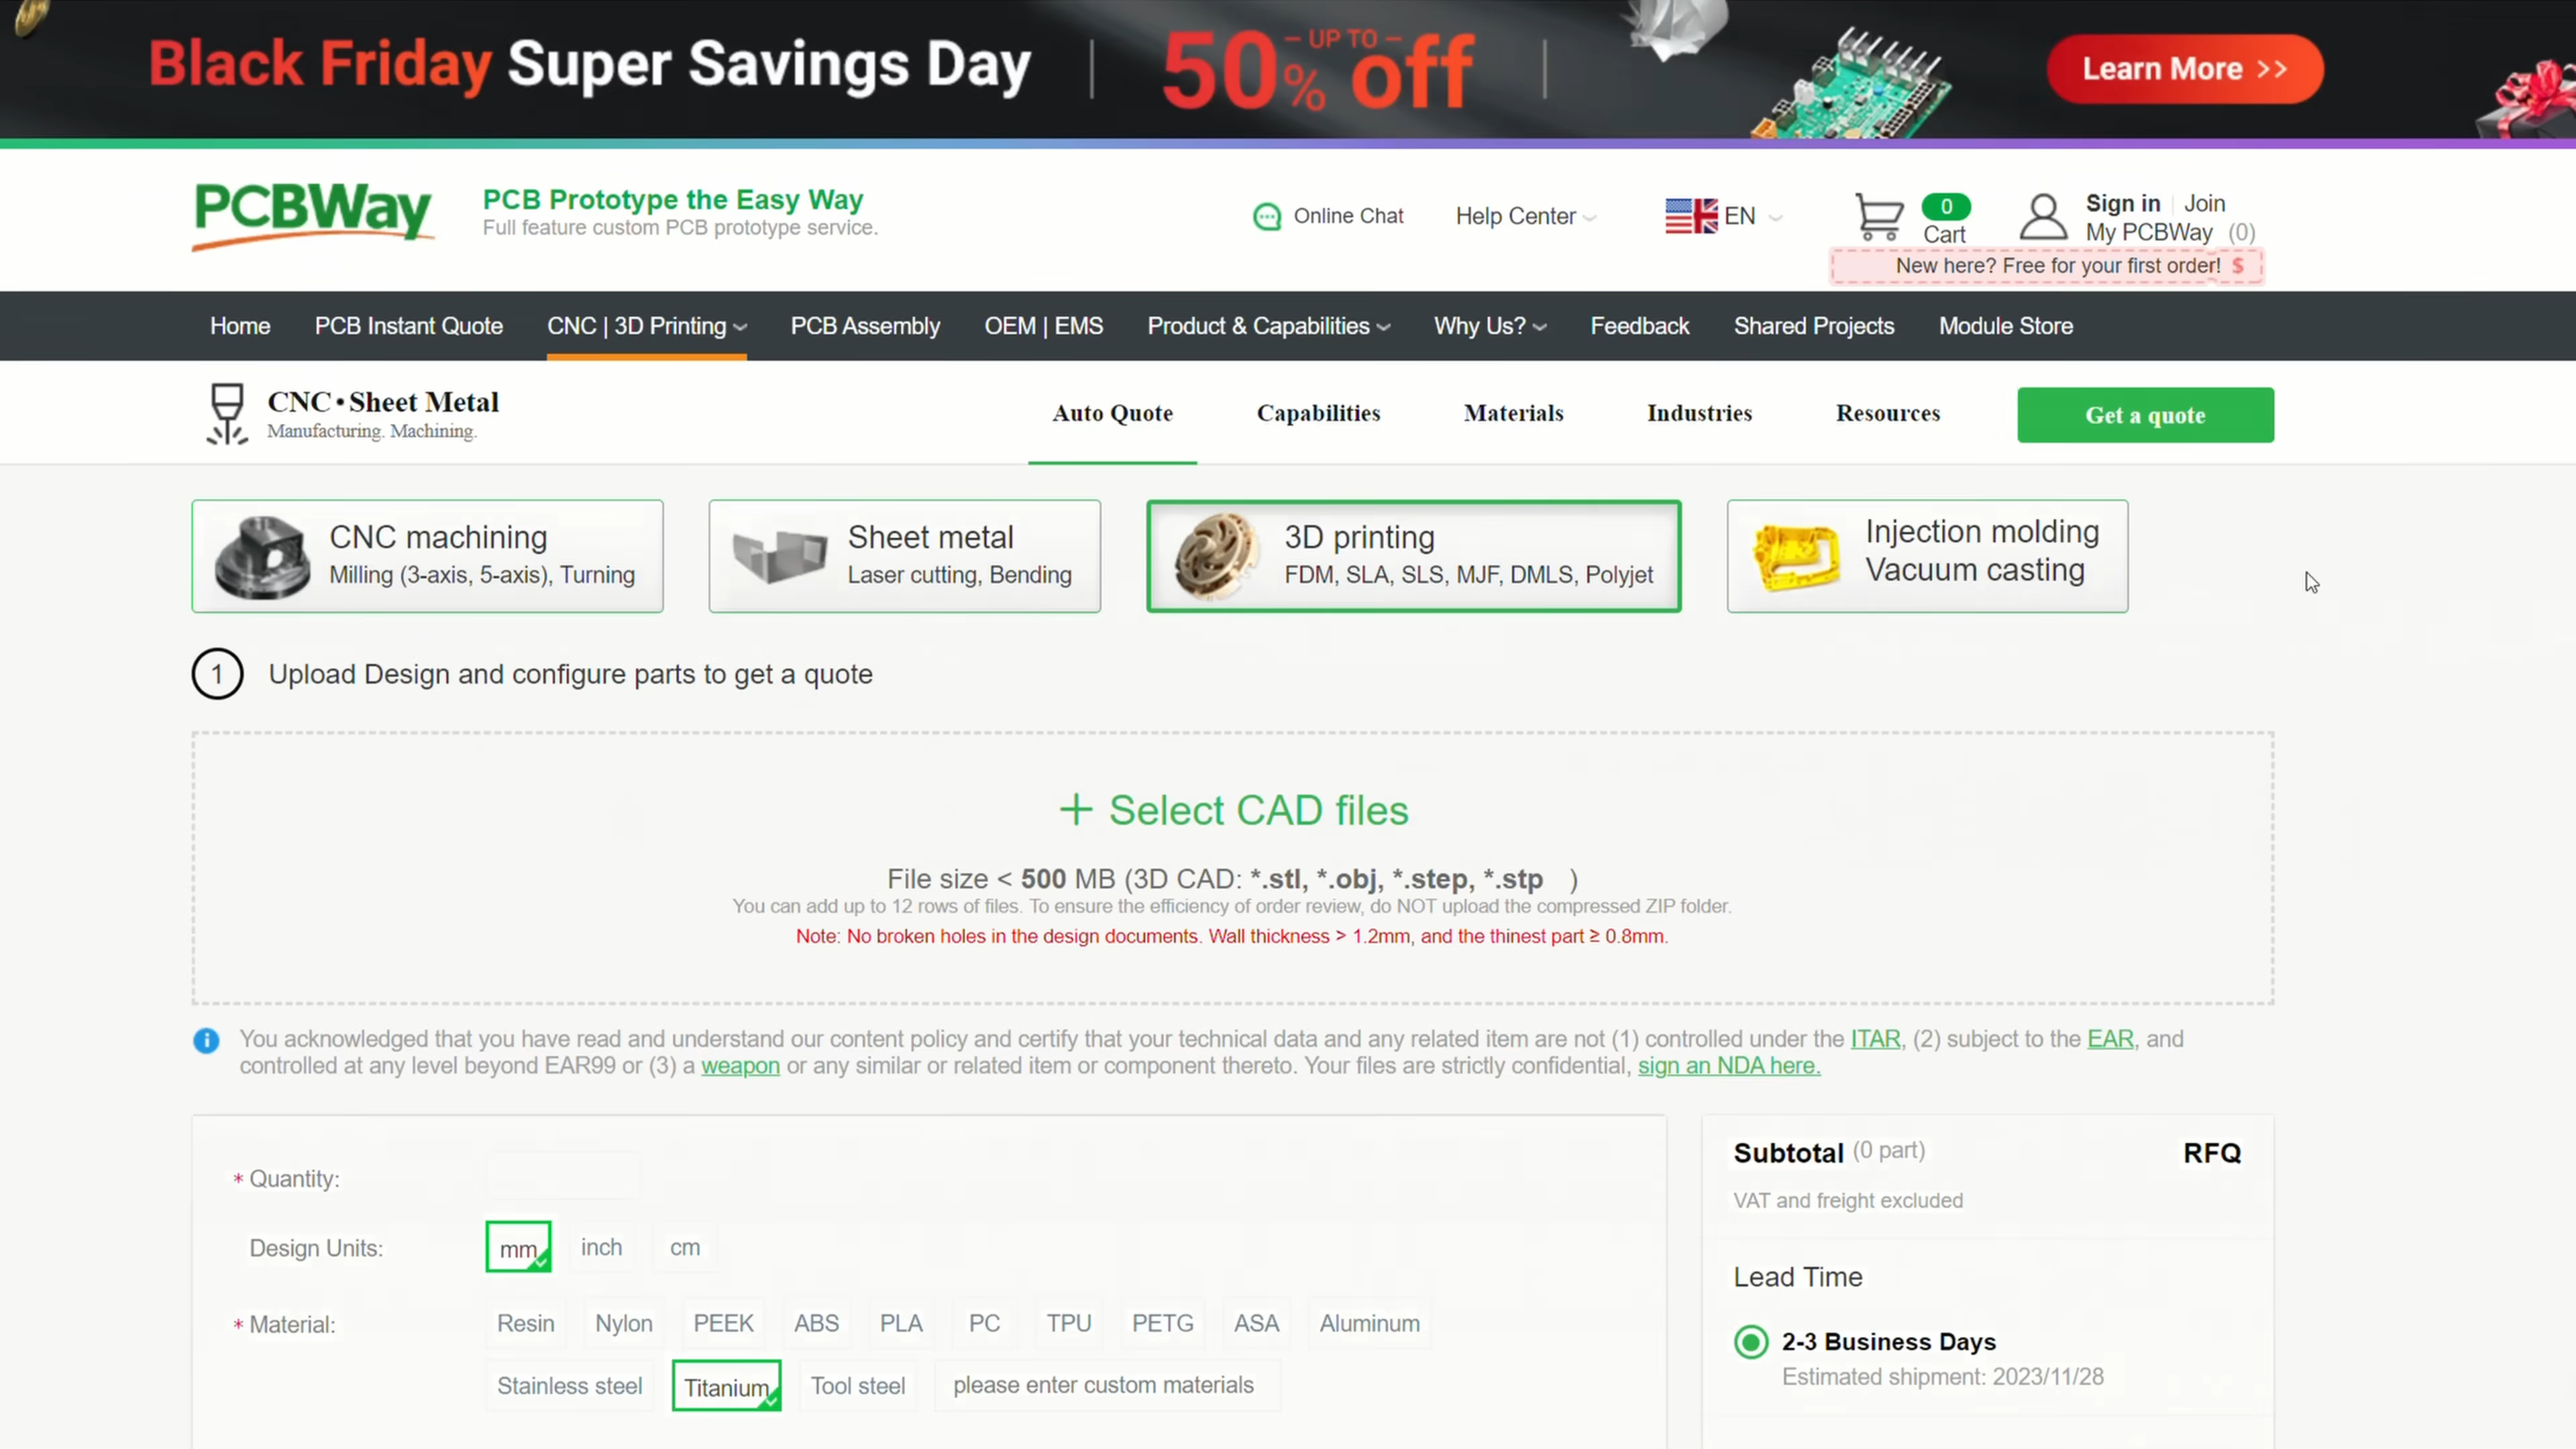 Black Friday Super Savings Day
50% UP TO off
Learn More >>
PCBWay
PCB Prototype the Easy Way
Full feature custom PCB prototype service.
Online Chat
Help Center
EN
0
Cart
Sign in | Join
My PCBWay (0)
New here? Free for your first order! $
Home
PCB Instant Quote
CNC | 3D Printing
PCB Assembly
OEM | EMS
Product & Capabilities
Why Us?
Feedback
Shared Projects
Module Store
CNC•Sheet Metal
Manufacturing. Machining.
Auto Quote
Capabilities
Materials
Industries
Resources
Get a quote
CNC machining
Milling (3-axis, 5-axis), Turning
Sheet metal
Laser cutting, Bending
3D printing
FDM, SLA, SLS, MJF, DMLS, Polyjet
Injection molding
Vacuum casting
1 Upload Design and configure parts to get a quote
+ Select CAD files
File size < 500 MB (3D CAD: *.stl, *.obj, *.step, *.stp )
You can add up to 12 rows of files. To ensure the efficiency of order review, do NOT upload the compressed ZIP folder.
Note: No broken holes in the design documents. Wall thickness > 1.2mm, and the thinest part ≥ 0.8mm.
You acknowledged that you have read and understand our content policy and certify that your technical data and any related item are not (1) controlled under the ITAR, (2) subject to the EAR, and
controlled at any level beyond EAR99 or (3) a weapon or any similar or related item or component thereto. Your files are strictly confidential, sign an NDA here.
* Quantity:
Design Units: mm inch cm
* Material: Resin Nylon PEEK ABS PLA PC TPU PETG ASA Aluminum
Stainless steel Titanium Tool steel please enter custom materials
Subtotal (0 part) RFQ
VAT and freight excluded
Lead Time
2-3 Business Days
Estimated shipment: 2023/11/28